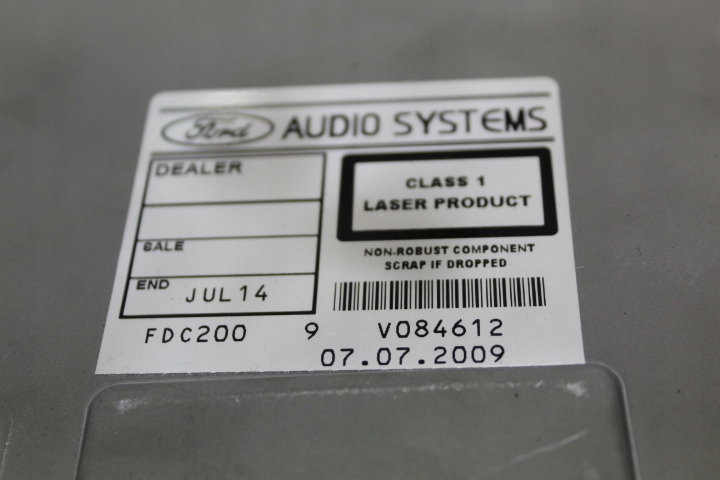 Ford AUDIO SYSTEMS
DEALER
SALE
END JUL14
CLASS 1
LASER PRODUCT
NON-ROBUST COMPONENT
SCRAP IF DROPPED
FDC200 9 V084612
07.07.2009